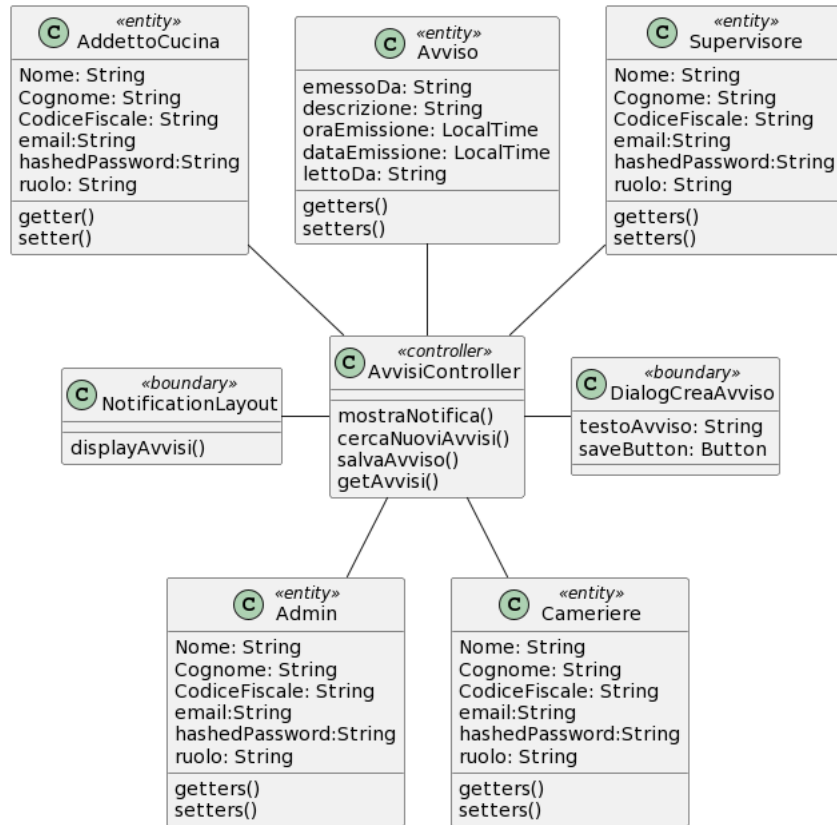 C
«entity»
AddettoCucina
Nome: String
Cognome: String
CodiceFiscale: String
email:String
hashedPassword:String
ruolo: String
getter()
setter()
C
«entity»
Avviso
emessoDa: String
descrizione: String
oraEmissione: LocalTime
dataEmissione: LocalTime
lettoDa: String
getters()
setters()
C
«entity»
Supervisore
Nome: String
Cognome: String
CodiceFiscale: String
email:String
hashedPassword:String
ruolo: String
getters()
setters()
C
«boundary»
NotificationLayout
displayAvvisi()
C
«controller»
AvvisiController
mostraNotifica()
cercaNuoviAvvisi()
salvaAvviso()
getAvvisi()
C
«boundary»
DialogCreaAvviso
testoAvviso: String
saveButton: Button
C
«entity»
Admin
Nome: String
Cognome: String
CodiceFiscale: String
email:String
hashedPassword:String
ruolo: String
getters()
setters()
C
«entity»
Cameriere
Nome: String
Cognome: String
CodiceFiscale: String
email:String
hashedPassword:String
ruolo: String
getters()
setters()